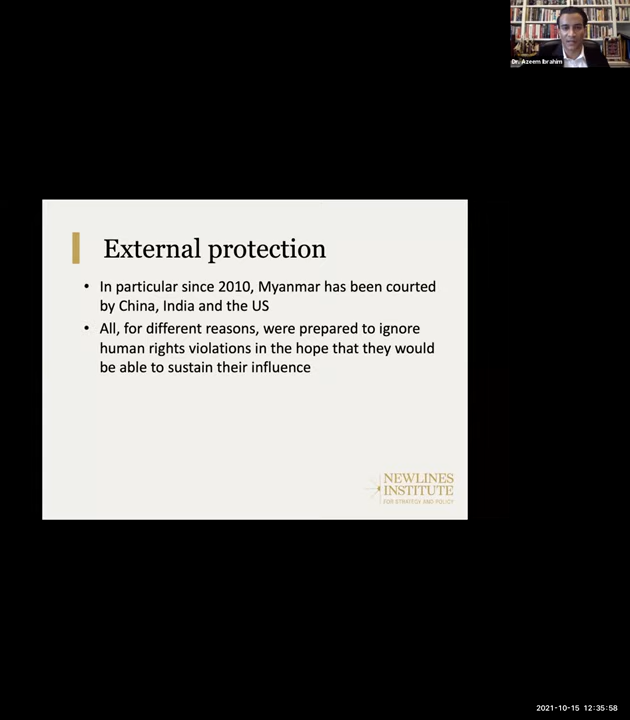 Dr. Azeem Ibrahim
External protection
• In particular since 2010, Myanmar has been courted
by China, India and the US
• All, for different reasons, were prepared to ignore
human rights violations in the hope that they would
be able to sustain their influence
NEWLINES
INSTITUTE
FOR STRATEGY AND POLICY
2021-10-15 12:35:58